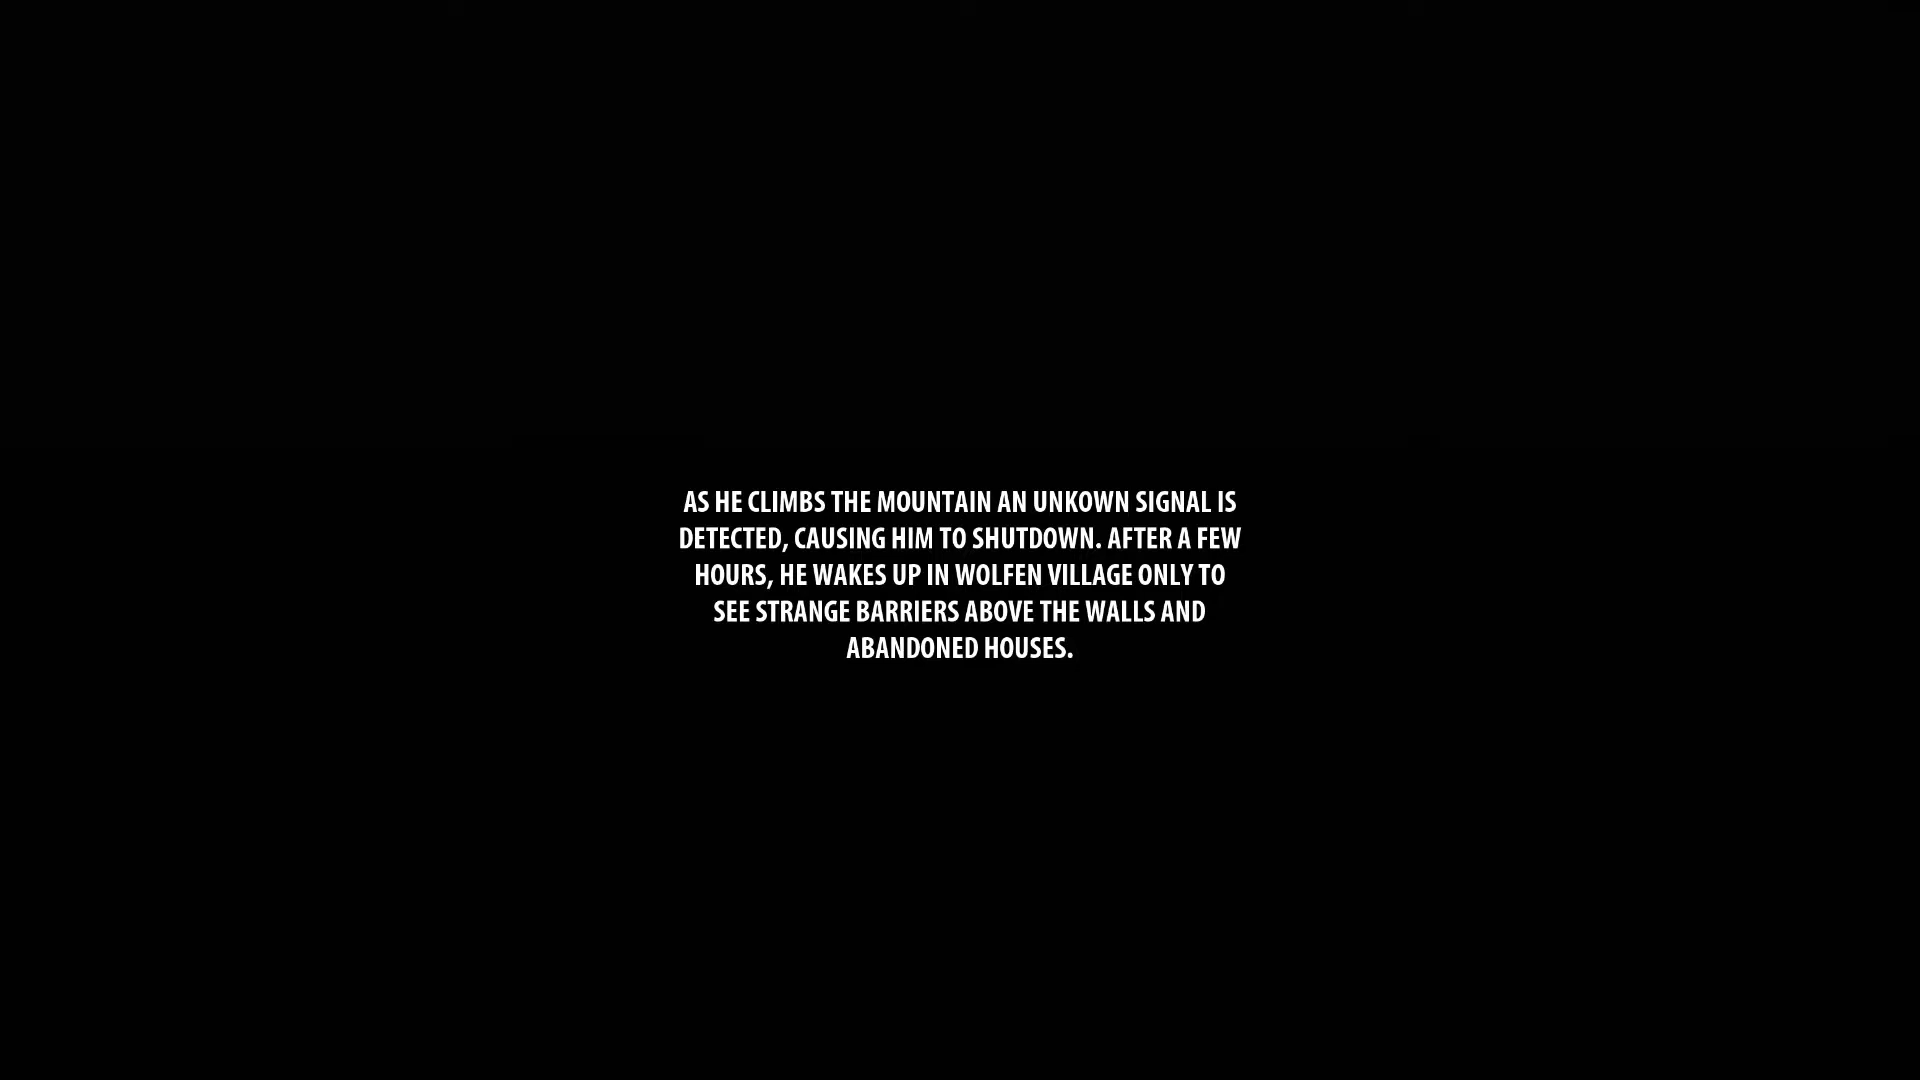 AS HE CLIMBS THE MOUNTAIN AN UNKOWN SIGNAL IS
DETECTED, CAUSING HIM TO SHUTDOWN. AFTER A FEW
HOURS, HE WAKES UP IN WOLFEN VILLAGE ONLY TO
SEE STRANGE BARRIERS ABOVE THE WALLS AND
ABANDONED HOUSES.